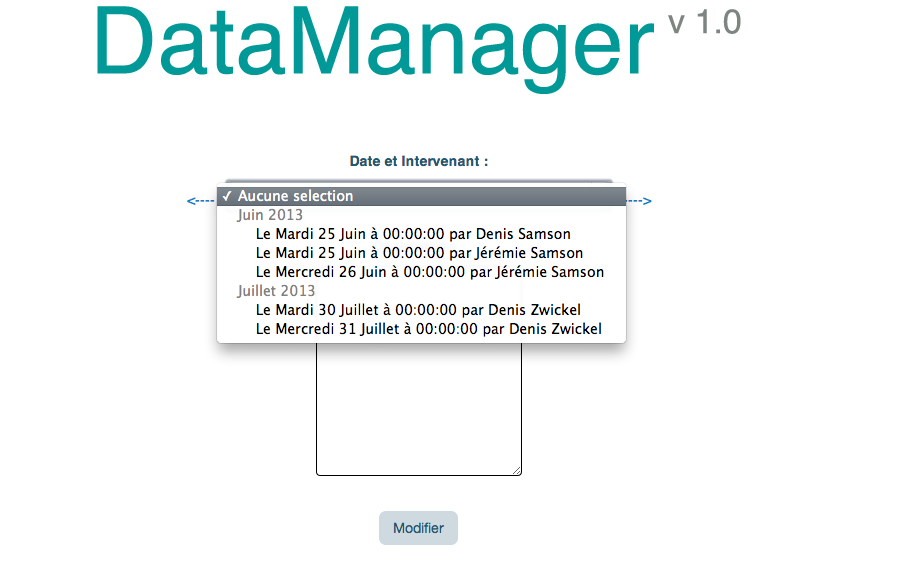 DataManager v 1.0
Date et Intervenant :
<---- ✓ Aucune selection ---->
Juin 2013
Le Mardi 25 Juin à 00:00:00 par Denis Samson
Le Mardi 25 Juin à 00:00:00 par Jérémie Samson
Le Mercredi 26 Juin à 00:00:00 par Jérémie Samson
Juillet 2013
Le Mardi 30 Juillet à 00:00:00 par Denis Zwickel
Le Mercredi 31 Juillet à 00:00:00 par Denis Zwickel
Modifier